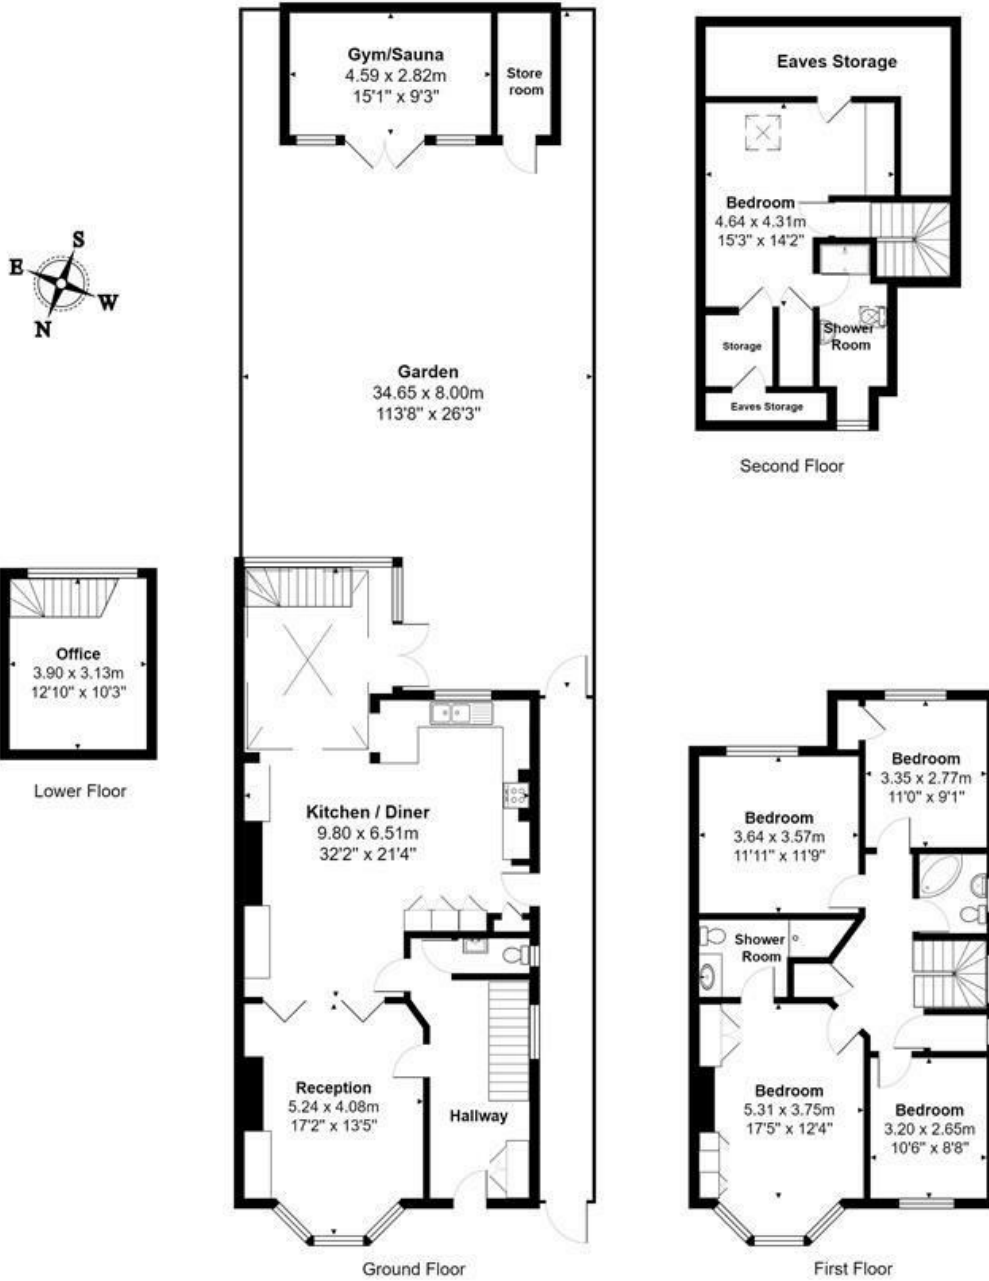 Gym/Sauna
4.59 x 2.82m
15'1" x 9'3"
Store
room
Eaves Storage
Bedroom
4.64 x 4.31m
15'3" x 14'2"
Shower
Room
Storage
Eaves Storage
Second Floor
S
E
W
N
Garden
34.65 x 8.00m
113'8" x 26'3"
Office
3.90 x 3.13m
12'10" x 10'3"
Lower Floor
Kitchen / Diner
9.80 x 6.51m
32'2" x 21'4"
Reception
5.24 x 4.08m
17'2" x 13'5"
Hallway
Ground Floor
Bedroom
3.35 x 2.77m
11'0" x 9'1"
Bedroom
3.64 x 3.57m
11'11" x 11'9"
Shower
Room
Bedroom
5.31 x 3.75m
17'5" x 12'4"
Bedroom
3.20 x 2.65m
10'6" x 8'8"
First Floor